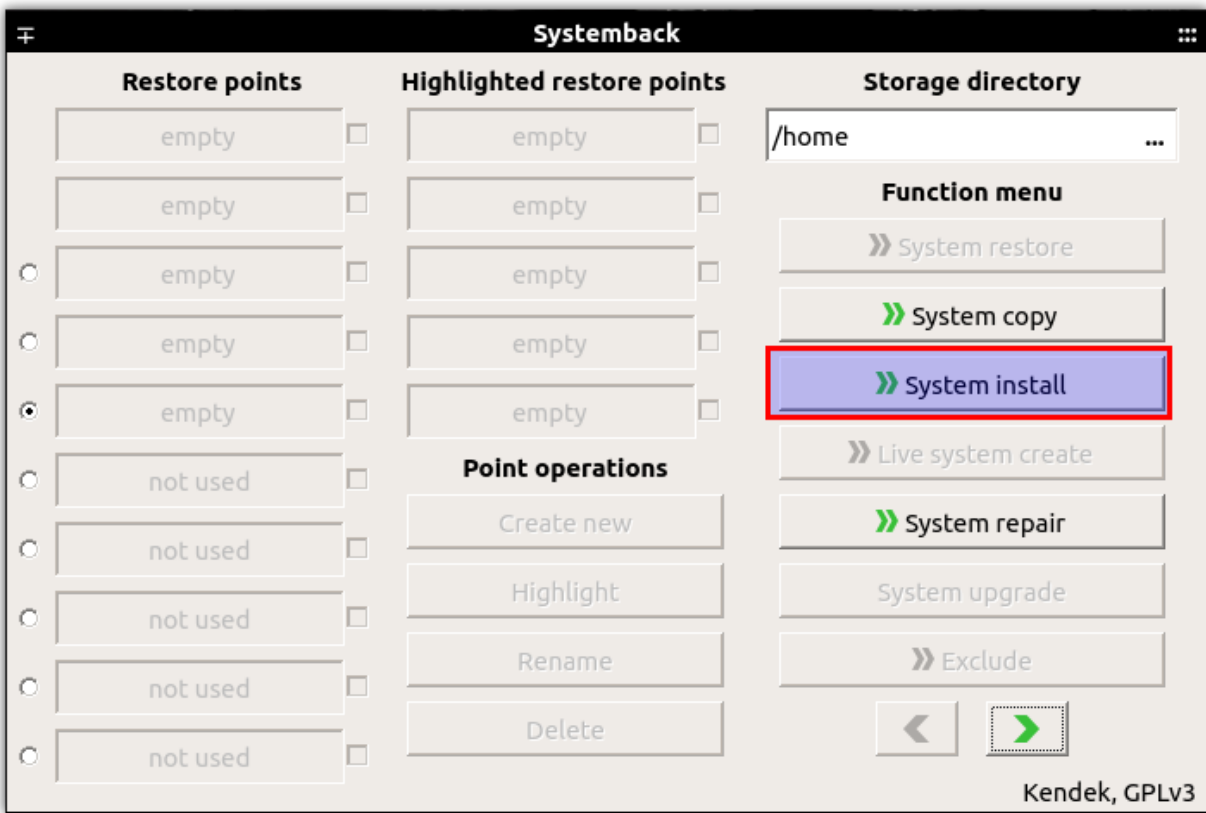 Systemback
Restore points
empty
empty
empty
empty
empty
not used
not used
not used
not used
not used
Highlighted restore points
empty
empty
empty
empty
empty
Point operations
Create new
Highlight
Rename
Delete
Storage directory
/home ...
Function menu
System restore
System copy
System install
Live system create
System repair
System upgrade
Exclude
Kendek, GPLv3